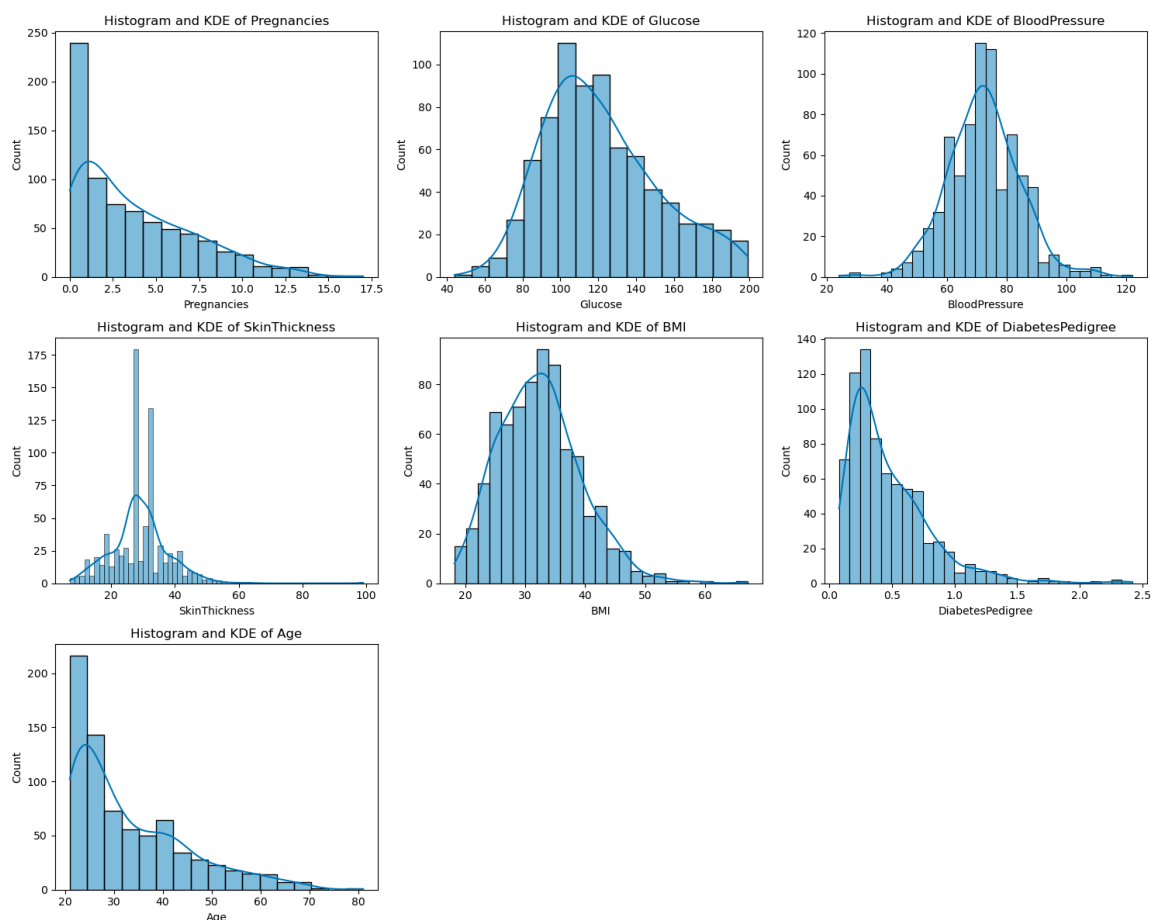 Histogram and KDE of Pregnancies
250
200
150
100
50
0
Count
0.0 2.5 5.0 7.5 10.0 12.5 15.0 17.5
Pregnancies
Histogram and KDE of Glucose
100
80
60
40
20
0
Count
40 60 80 100 120 140 160 180 200
Glucose
Histogram and KDE of BloodPressure
120
100
80
60
40
20
0
Count
20 40 60 80 100 120
BloodPressure
Histogram and KDE of SkinThickness
175
150
125
100
75
50
25
0
Count
20 40 60 80 100
SkinThickness
Histogram and KDE of BMI
80
60
40
20
0
Count
20 30 40 50 60
BMI
Histogram and KDE of DiabetesPedigree
140
120
100
80
60
40
20
0
Count
0.0 0.5 1.0 1.5 2.0 2.5
DiabetesPedigree
Histogram and KDE of Age
200
150
100
50
0
Count
20 30 40 50 60 70 80
Age